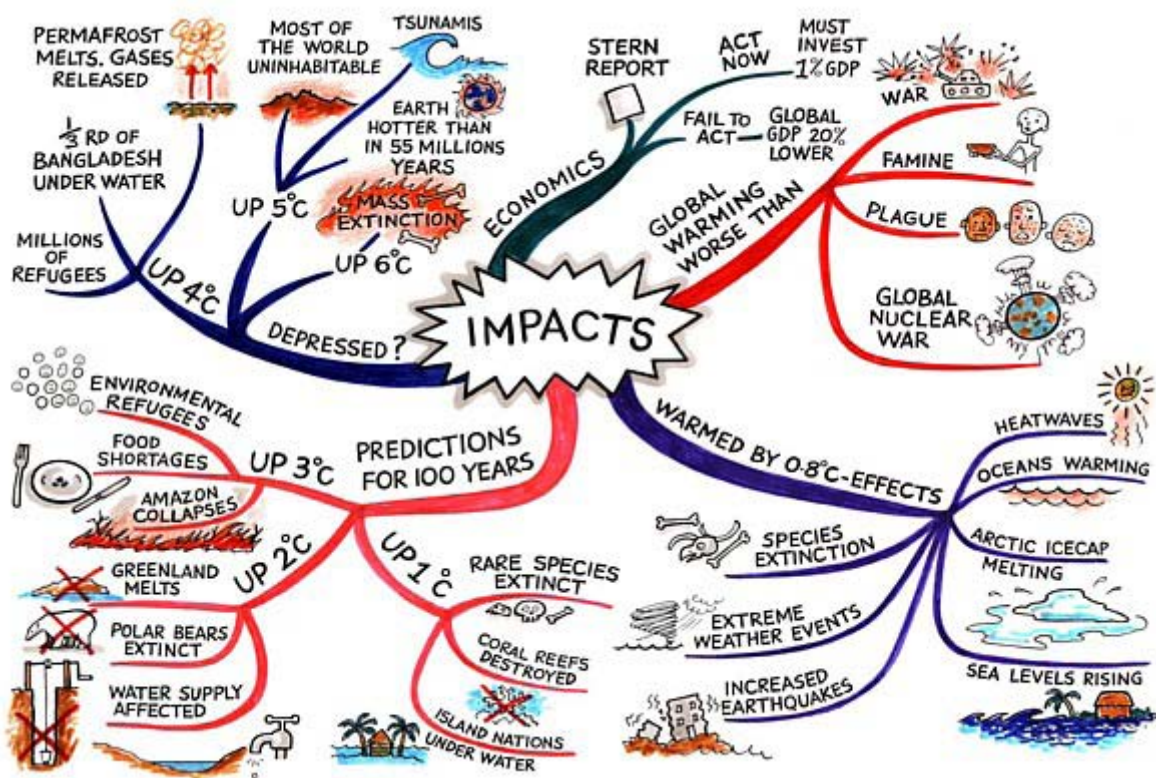 IMPACTS
ECONOMICS
STERN
REPORT
ACT
NOW
MUST
INVEST
1% GDP
FAIL TO
ACT
GLOBAL
GDP 20%
LOWER
GLOBAL
WARMING
WORSE THAN
WAR
FAMINE
PLAGUE
GLOBAL
NUCLEAR
WAR
WARMED BY 0·8°C-EFFECTS
HEATWAVES
OCEANS WARMING
ARCTIC ICECAP
MELTING
SEA LEVELS RISING
SPECIES
EXTINCTION
EXTREME
WEATHER EVENTS
INCREASED
EARTHQUAKES
PREDICTIONS
FOR 100 YEARS
UP 1°C
RARE SPECIES
EXTINCT
CORAL REEFS
DESTROYED
ISLAND NATIONS
UNDER WATER
UP 2°C
GREENLAND
MELTS
POLAR BEARS
EXTINCT
WATER SUPPLY
AFFECTED
UP 3°C
ENVIRONMENTAL
REFUGEES
FOOD
SHORTAGES
AMAZON
COLLAPSES
DEPRESSED?
UP 4°C
MILLIONS
OF
REFUGEES
1/3 RD OF
BANGLADESH
UNDER WATER
PERMAFROST
MELTS. GASES
RELEASED
UP 5°C
MOST OF
THE WORLD
UNINHABITABLE
TSUNAMIS
EARTH
HOTTER THAN
IN 55 MILLIONS
YEARS
UP 6°C
MASS
EXTINCTION